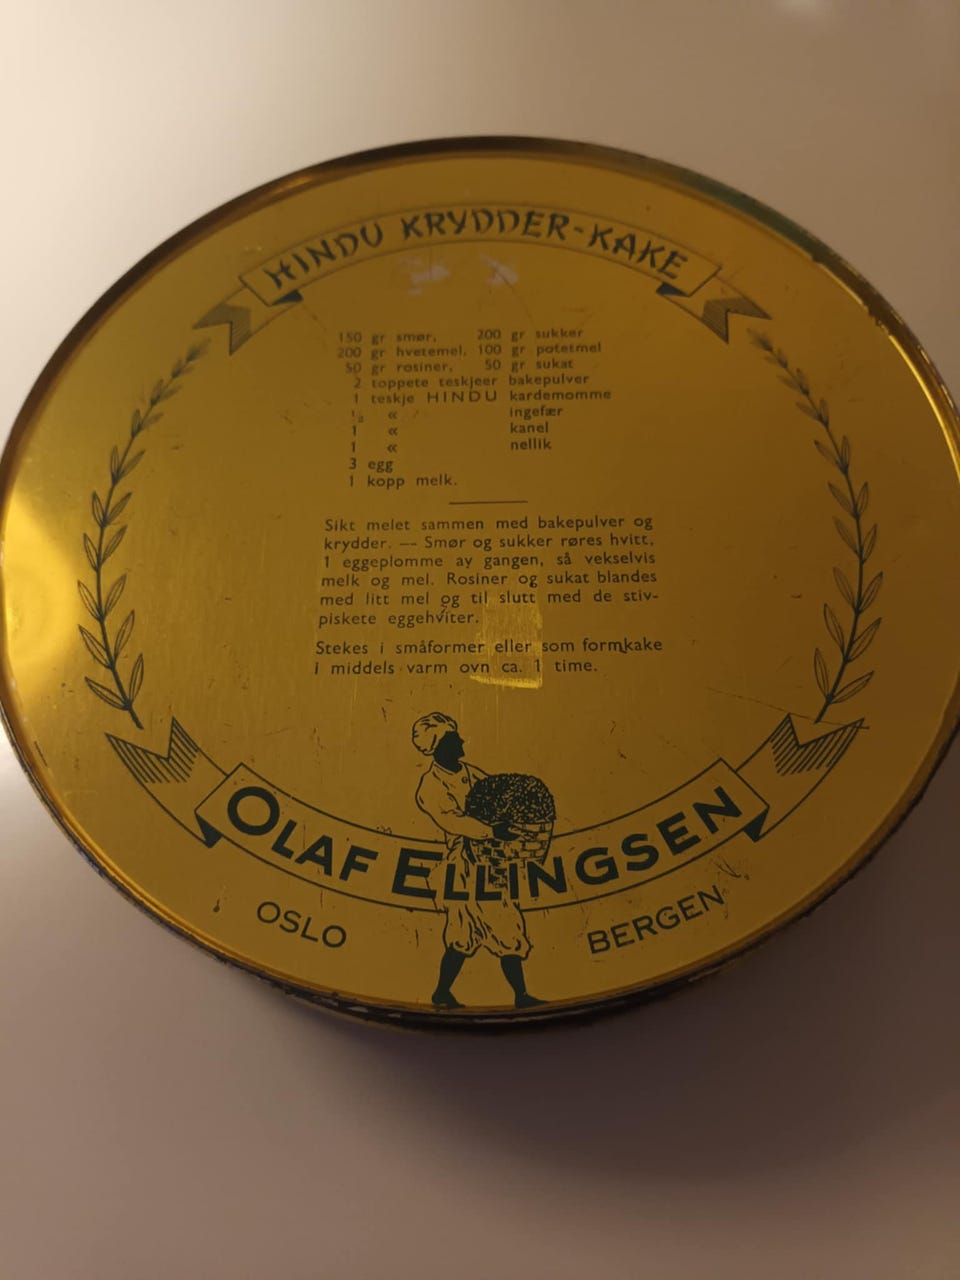 HINDU KRYDDER-KAKE
150 gr smør, 200 gr sukker
200 gr hvetemel, 100 gr potetmel
50 gr rosiner, 50 gr sukat
2 toppete teskjeer bakepulver
1 teskje HINDU kardemomme
« ingefær
1 « kanel
1 « nellik
3 egg
1 kopp melk.
Sikt melet sammen med bakepulver og
krydder. — Smør og sukker røres hvitt,
1 eggeplomme av gangen, så vekselvis
melk og mel. Rosiner og sukat blandes
med litt mel og til slutt med de stiv-
piskete eggehviter.
Stekes i småformer eller som formkake
i middels varm ovn ca. 1 time.
OLAF ELLINGSEN
OSLO BERGEN